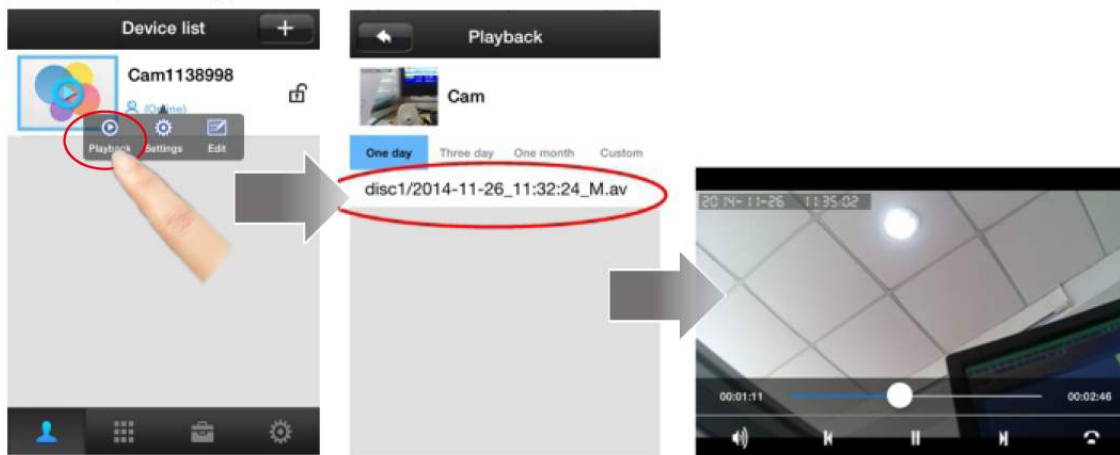 Device list
+
Cam1138998
(Online)
Playback Settings Edit
Playback
Cam
One day Three day One month Custom
disc1/2014-11-26_11:32:24_M.av
2014-11-26 11:35:02
00:01:11
00:02:46